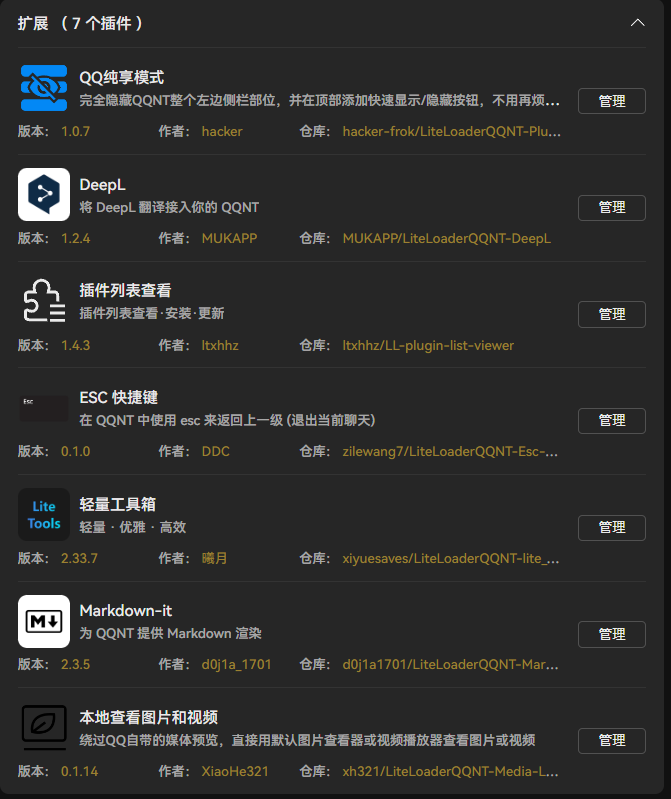 扩展 （ 7 个插件 ）
QQ纯享模式
完全隐藏QQNT整个左边侧栏部位，并在顶部添加快速显示/隐藏按钮，不用再烦...
管理
版本： 1.0.7 作者： hacker 仓库： hacker-frok/LiteLoaderQQNT-Plu...
DeepL
将 DeepL 翻译接入你的 QQNT
管理
版本： 1.2.4 作者： MUKAPP 仓库： MUKAPP/LiteLoaderQQNT-DeepL
插件列表查看
插件列表查看·安装·更新
管理
版本： 1.4.3 作者： ltxhhz 仓库： ltxhhz/LL-plugin-list-viewer
Esc
ESC 快捷键
在 QQNT 中使用 esc 来返回上一级 (退出当前聊天)
管理
版本： 0.1.0 作者： DDC 仓库： zilewang7/LiteLoaderQQNT-Esc-...
Lite
Tools
轻量工具箱
轻量 · 优雅 · 高效
管理
版本： 2.33.7 作者： 曦月 仓库： xiyuesaves/LiteLoaderQQNT-lite_...
M
Markdown-it
为 QQNT 提供 Markdown 渲染
管理
版本： 2.3.5 作者： d0j1a_1701 仓库： d0j1a1701/LiteLoaderQQNT-Mar...
本地查看图片和视频
绕过QQ自带的媒体预览，直接用默认图片查看器或视频播放器查看图片或视频
管理
版本： 0.1.14 作者： XiaoHe321 仓库： xh321/LiteLoaderQQNT-Media-L...